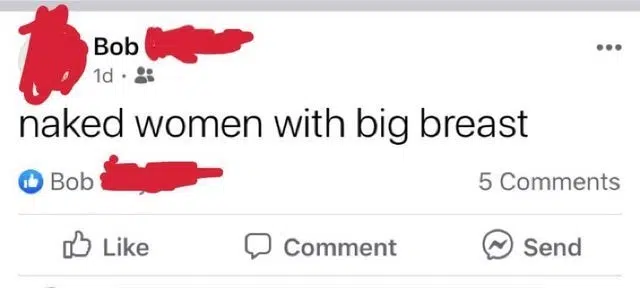 Bob
1d
naked women with big breast
Bob
5 Comments
Like
Comment
Send